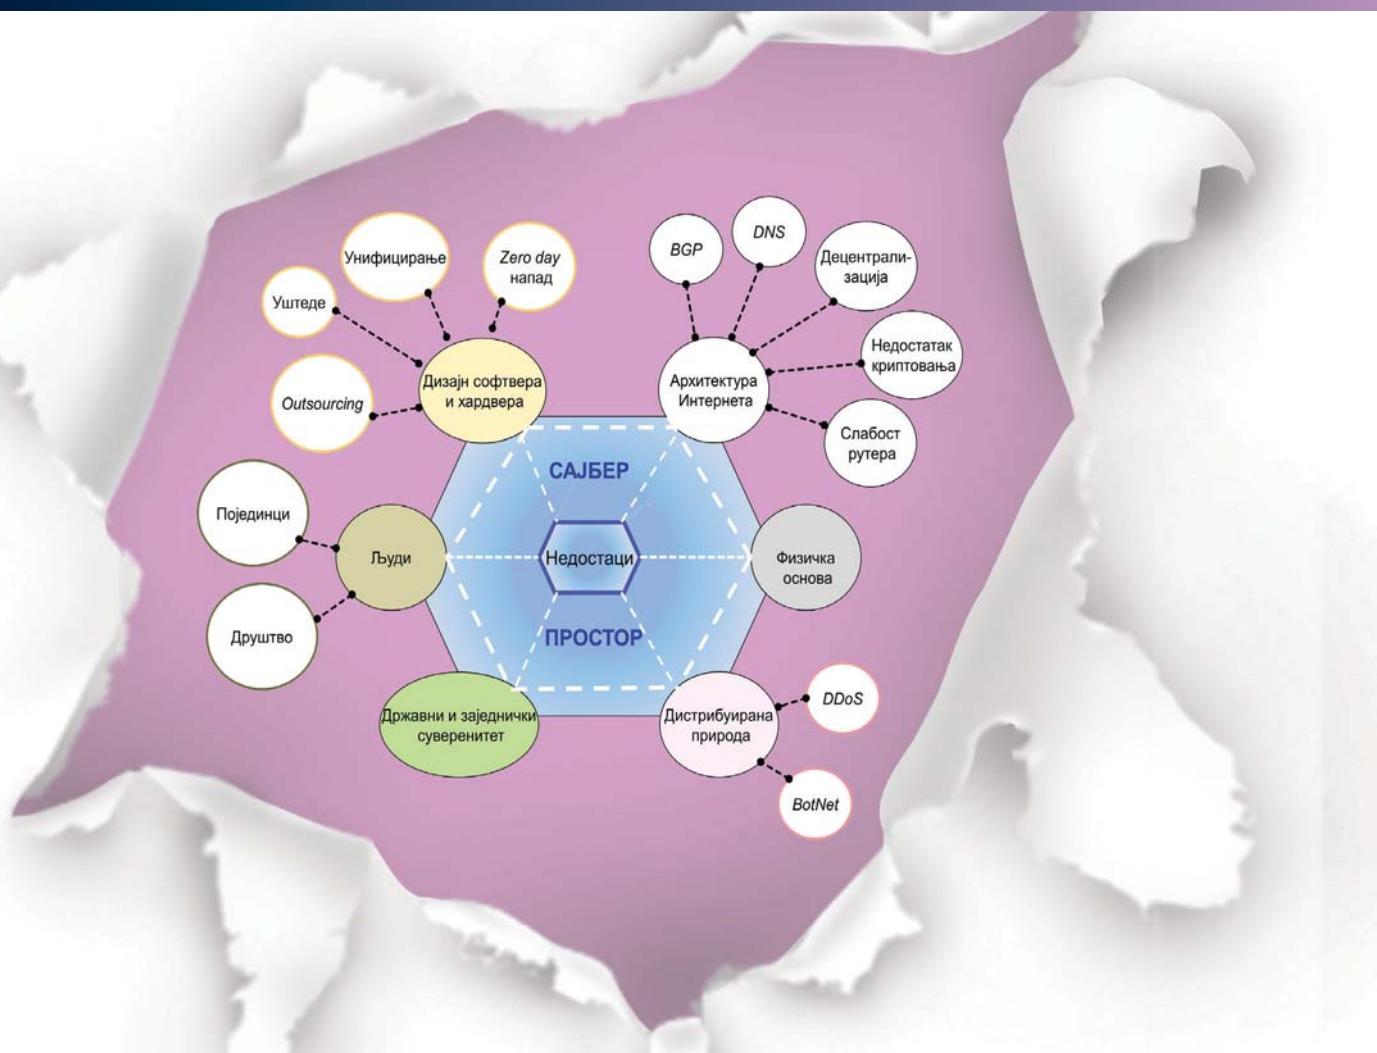 Унифицирање
Zero day
напад
Уштеде
Outsourcing
Дизајн софтвера
и хардвера
BGP
DNS
Децентрали-
зација
Недостатак
криптовања
Слабост
рутера
Архитектура
Интернета
САЈБЕР
Недостаци
ПРОСТОР
Појединци
Људи
Друштво
Физичка
основа
Државни и заједнички
суверенитет
Дистрибуирана
природа
DDoS
BotNet